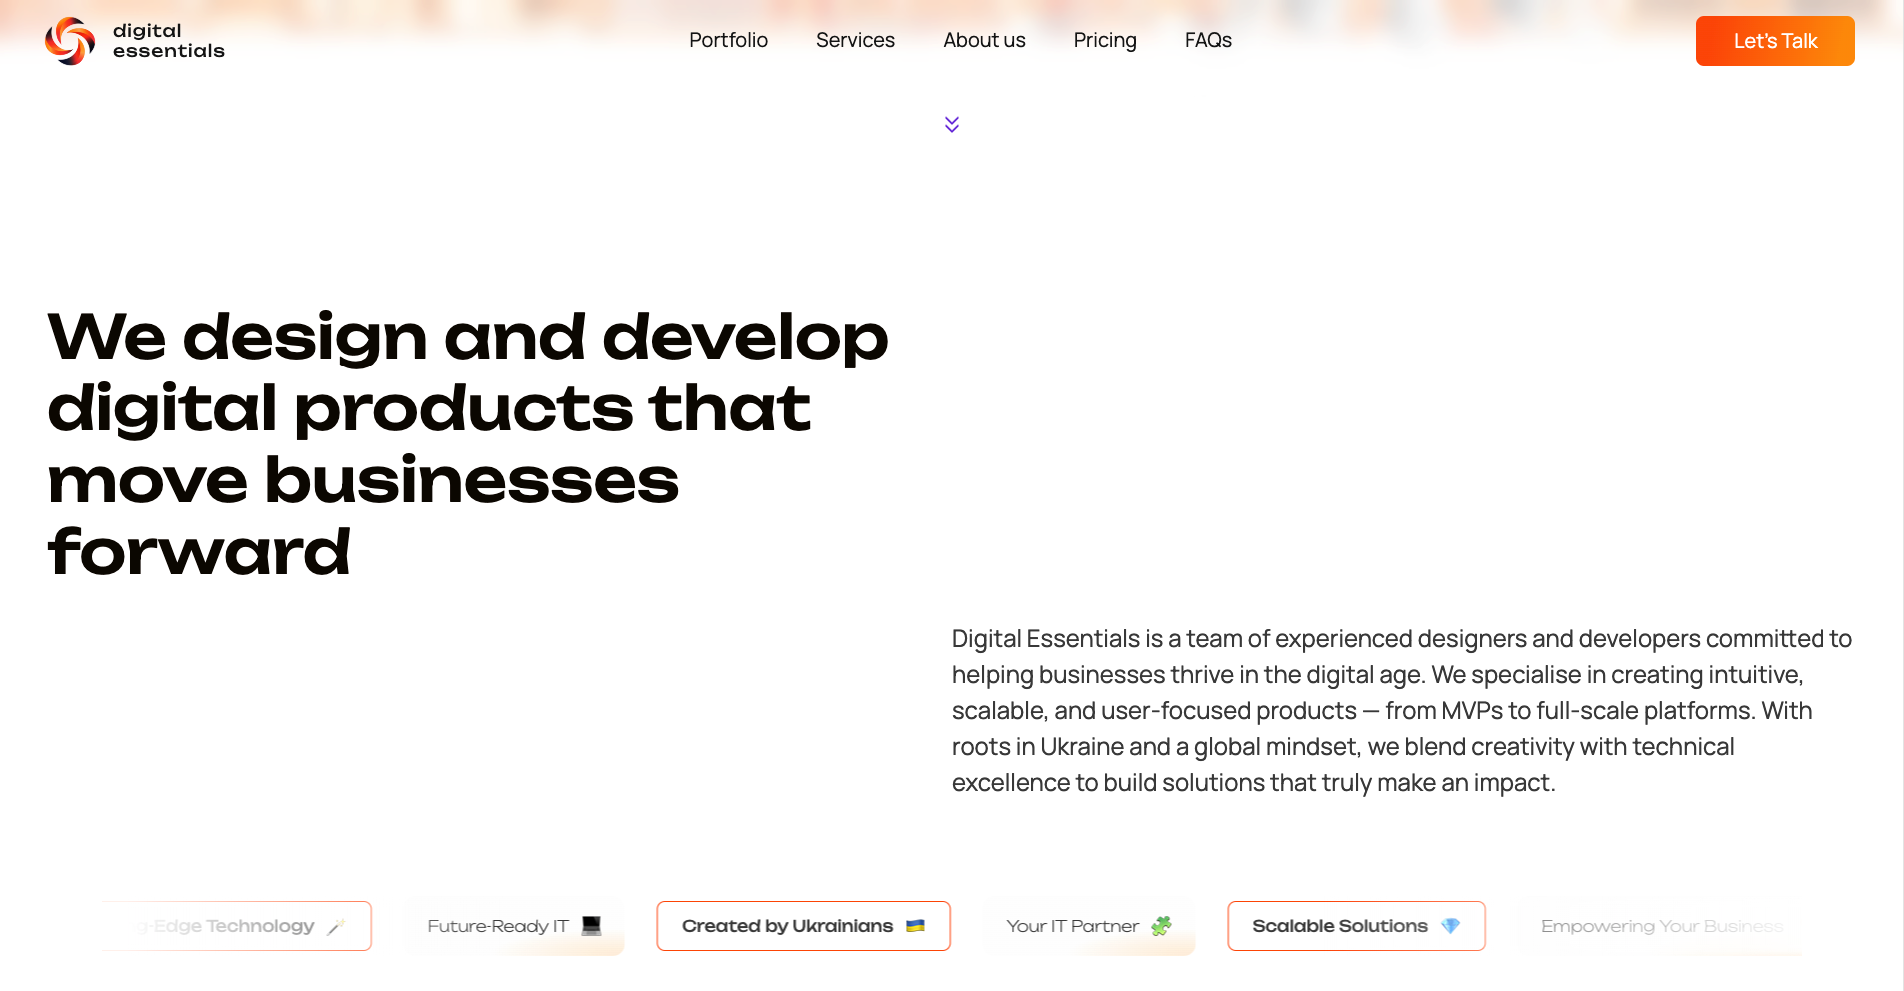 digital
essentials
Portfolio
Services
About us
Pricing
FAQs
Let's Talk
We design and develop
digital products that
move businesses
forward
Digital Essentials is a team of experienced designers and developers committed to
helping businesses thrive in the digital age. We specialise in creating intuitive,
scalable, and user-focused products — from MVPs to full-scale platforms. With
roots in Ukraine and a global mindset, we blend creativity with technical
excellence to build solutions that truly make an impact.
g-Edge Technology
Future-Ready IT
Created by Ukrainians
Your IT Partner
Scalable Solutions
Empowering Your Business